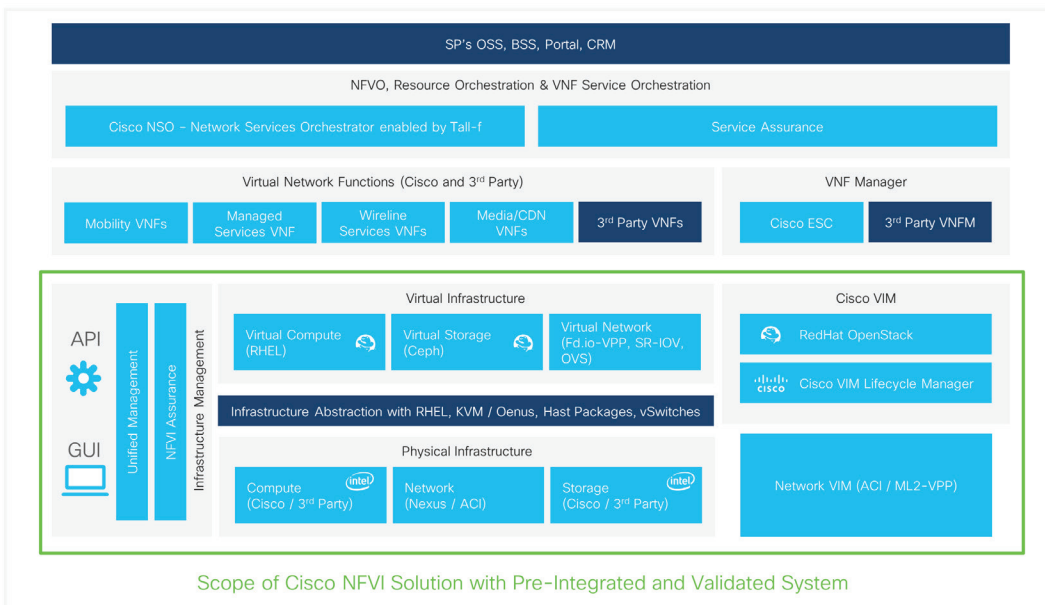 SP's OSS, BSS, Portal, CRM
NFVO, Resource Orchestration & VNF Service Orchestration
Cisco NSO – Network Services Orchestrator enabled by Tall-f
Service Assurance
Virtual Network Functions (Cisco and 3rd Party)
Mobility VNFs
Managed
Services VNF
Wireline
Services VNFs
Media/CDN
VNFs
3rd Party VNFs
VNF Manager
Cisco ESC
3rd Party VNFM
API
GUI
Unified Management
NFVI Assurance
Infrastructure Management
Virtual Infrastructure
Virtual Compute
(RHEL)
Virtual Storage
(Ceph)
Virtual Network
(Fd.io-VPP, SR-IOV,
OVS)
Infrastructure Abstraction with RHEL, KVM / Oenus, Hast Packages, vSwitches
Physical Infrastructure
Compute
(Cisco / 3rd Party)
intel
Network
(Nexus / ACI)
Storage
(Cisco / 3rd Party)
intel
Cisco VIM
RedHat OpenStack
CISCO
Cisco VIM Lifecycle Manager
Network VIM (ACI / ML2-VPP)
Scope of Cisco NFVI Solution with Pre-Integrated and Validated System